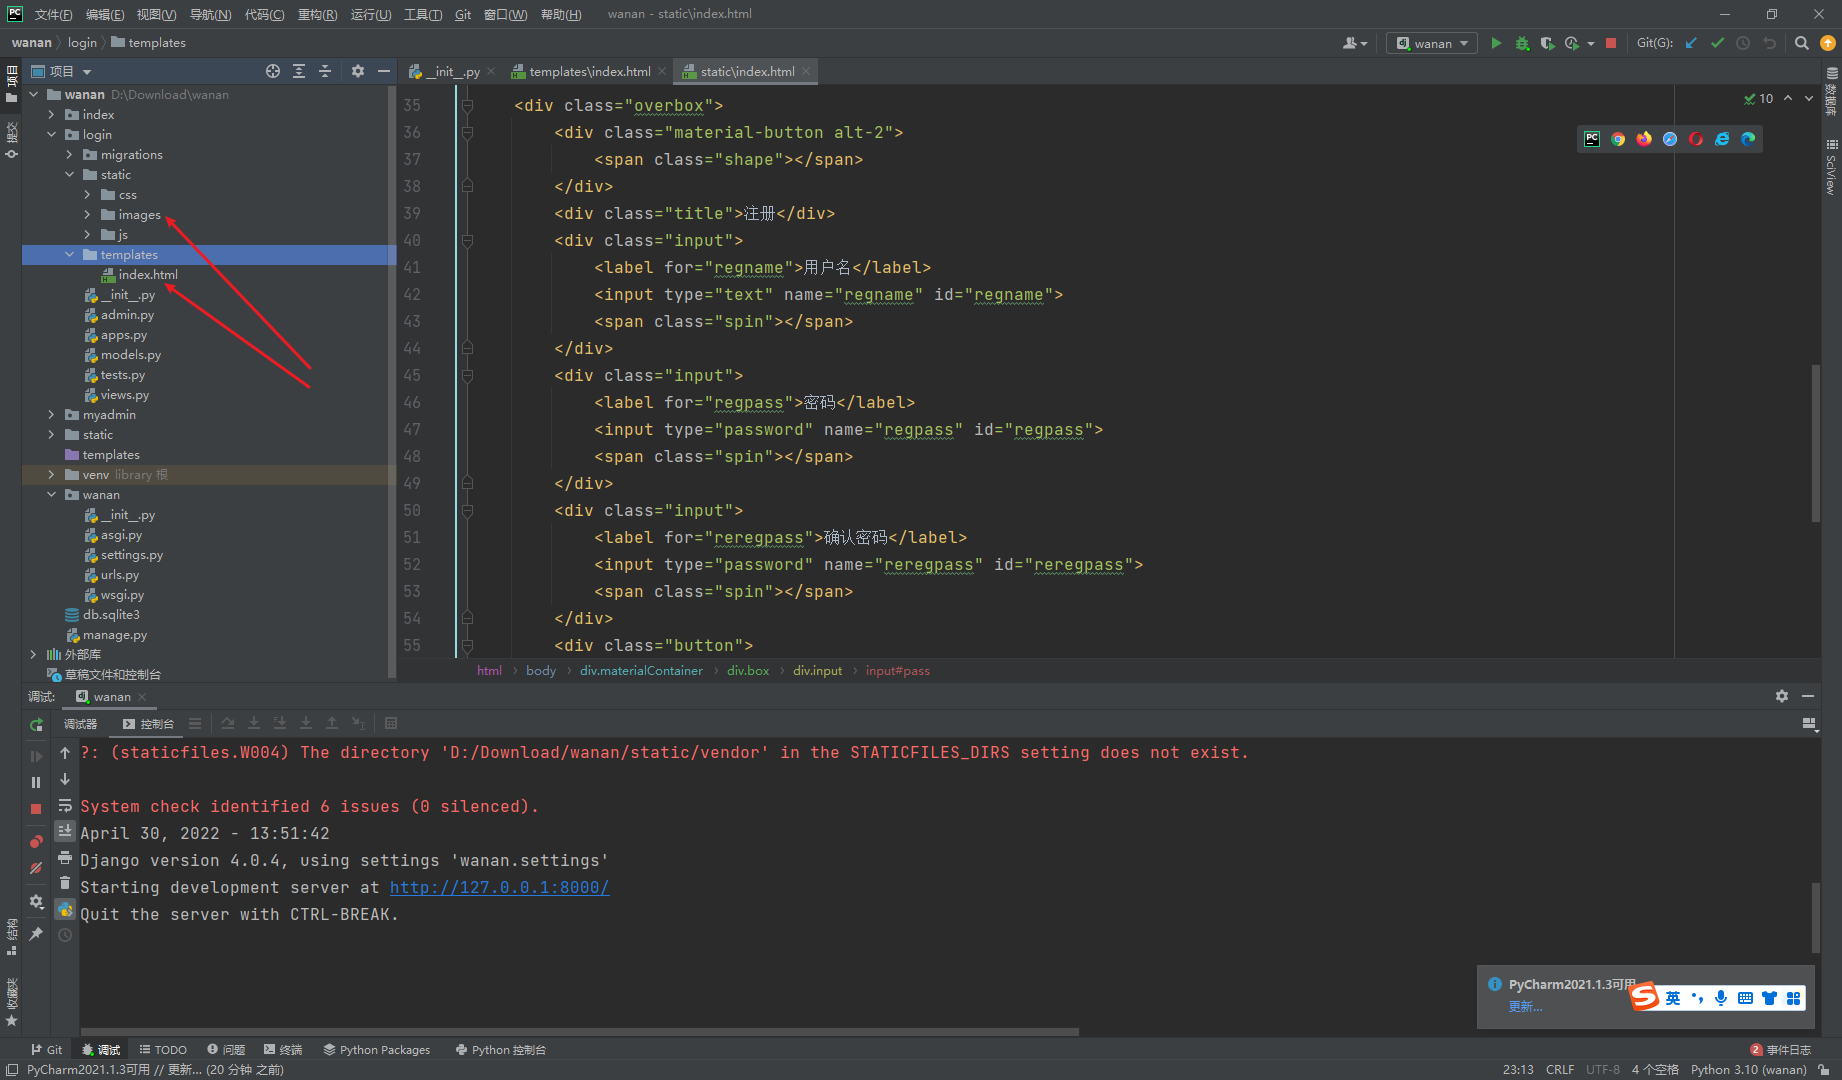 文件(F) 编辑(E) 视图(V) 导航(N) 代码(C) 重构(R) 运行(U) 工具(T) Git 窗口(W) 帮助(H) wanan - static\index.html
wanan login templates
wanan Git(G):
项目
__init__.py templates\index.html static\index.html
wanan D:\Download\wanan
index
login
migrations
static
css
images
js
templates
index.html
__init__.py
admin.py
apps.py
models.py
tests.py
views.py
myadmin
static
templates
venv library 根
wanan
__init__.py
asgi.py
settings.py
urls.py
wsgi.py
db.sqlite3
manage.py
外部库
草稿文件和控制台
项目
提交
结构
收藏夹
数据库
SciView
10
35 <div class="overbox">
36 <div class="material-button alt-2">
37 <span class="shape"></span>
38 </div>
39 <div class="title">注册</div>
40 <div class="input">
41 <label for="regname">用户名</label>
42 <input type="text" name="regname" id="regname">
43 <span class="spin"></span>
44 </div>
45 <div class="input">
46 <label for="regpass">密码</label>
47 <input type="password" name="regpass" id="regpass">
48 <span class="spin"></span>
49 </div>
50 <div class="input">
51 <label for="reregpass">确认密码</label>
52 <input type="password" name="reregpass" id="reregpass">
53 <span class="spin"></span>
54 </div>
55 <div class="button">
html body div.materialContainer div.box div.input input#pass
调试: wanan
调试器 控制台
?: (staticfiles.W004) The directory 'D:/Download/wanan/static/vendor' in the STATICFILES_DIRS setting does not exist.
System check identified 6 issues (0 silenced).
April 30, 2022 - 13:51:42
Django version 4.0.4, using settings 'wanan.settings'
Starting development server at http://127.0.0.1:8000/
Quit the server with CTRL-BREAK.
PyCharm2021.1.3可用
更新...
英
Git 调试 TODO 问题 终端 Python Packages Python 控制台 2 事件日志
PyCharm2021.1.3可用 // 更新... (20 分钟 之前) 23:13 CRLF UTF-8 4 个空格 Python 3.10 (wanan)